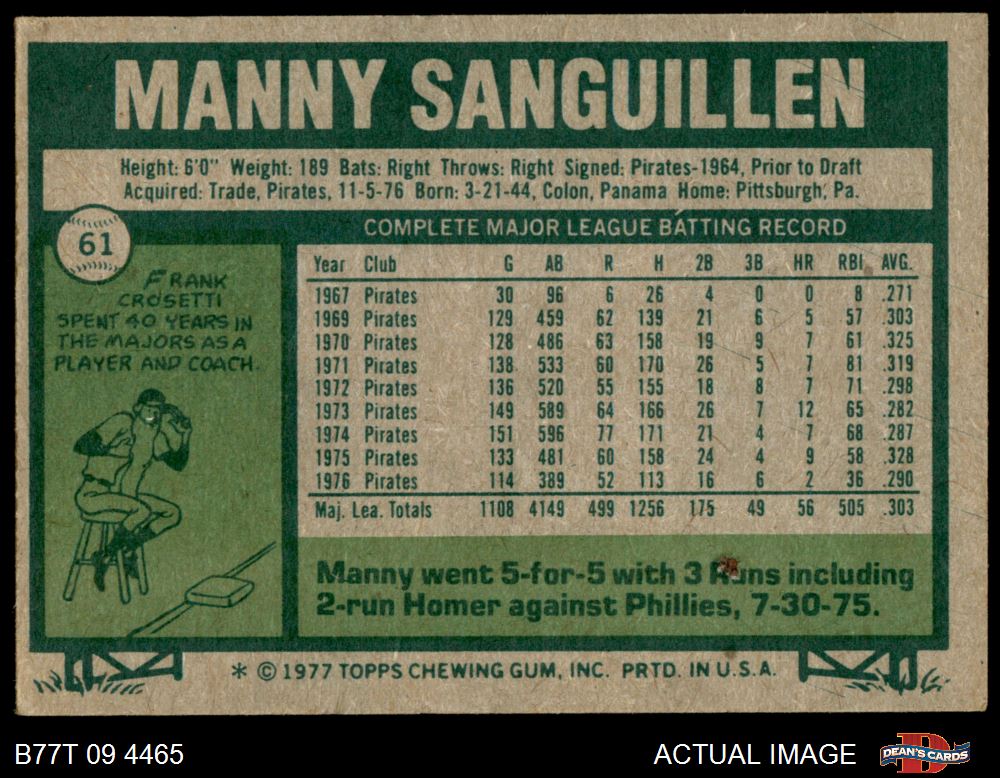 MANNY SANGUILLEN
Height: 6'0" Weight: 189 Bats: Right Throws: Right Signed: Pirates-1964, Prior to Draft
Acquired: Trade, Pirates, 11-5-76 Born: 3-21-44, Colon, Panama Home: Pittsburgh, Pa.
61
FRANK
CROSETTI
SPENT 40 YEARS IN
THE MAJORS AS A
PLAYER AND COACH.
COMPLETE MAJOR LEAGUE BATTING RECORD
Year Club G AB R H 2B 3B HR RBI AVG.
1967 Pirates 30 96 6 26 4 0 0 8 .271
1969 Pirates 129 459 62 139 21 6 5 57 .303
1970 Pirates 128 486 63 158 19 9 7 61 .325
1971 Pirates 138 533 60 170 26 5 7 81 .319
1972 Pirates 136 520 55 155 18 8 7 71 .298
1973 Pirates 149 589 64 166 26 7 12 65 .282
1974 Pirates 151 596 77 171 21 4 7 68 .287
1975 Pirates 133 481 60 158 24 4 9 58 .328
1976 Pirates 114 389 52 113 16 6 2 36 .290
Maj. Lea. Totals 1108 4149 499 1256 175 49 56 505 .303
Manny went 5-for-5 with 3 Runs including
2-run Homer against Phillies, 7-30-75.
* © 1977 TOPPS CHEWING GUM, INC. PRTD. IN U.S.A.
B77T 09 4465
ACTUAL IMAGE
DEAN'S CARDS